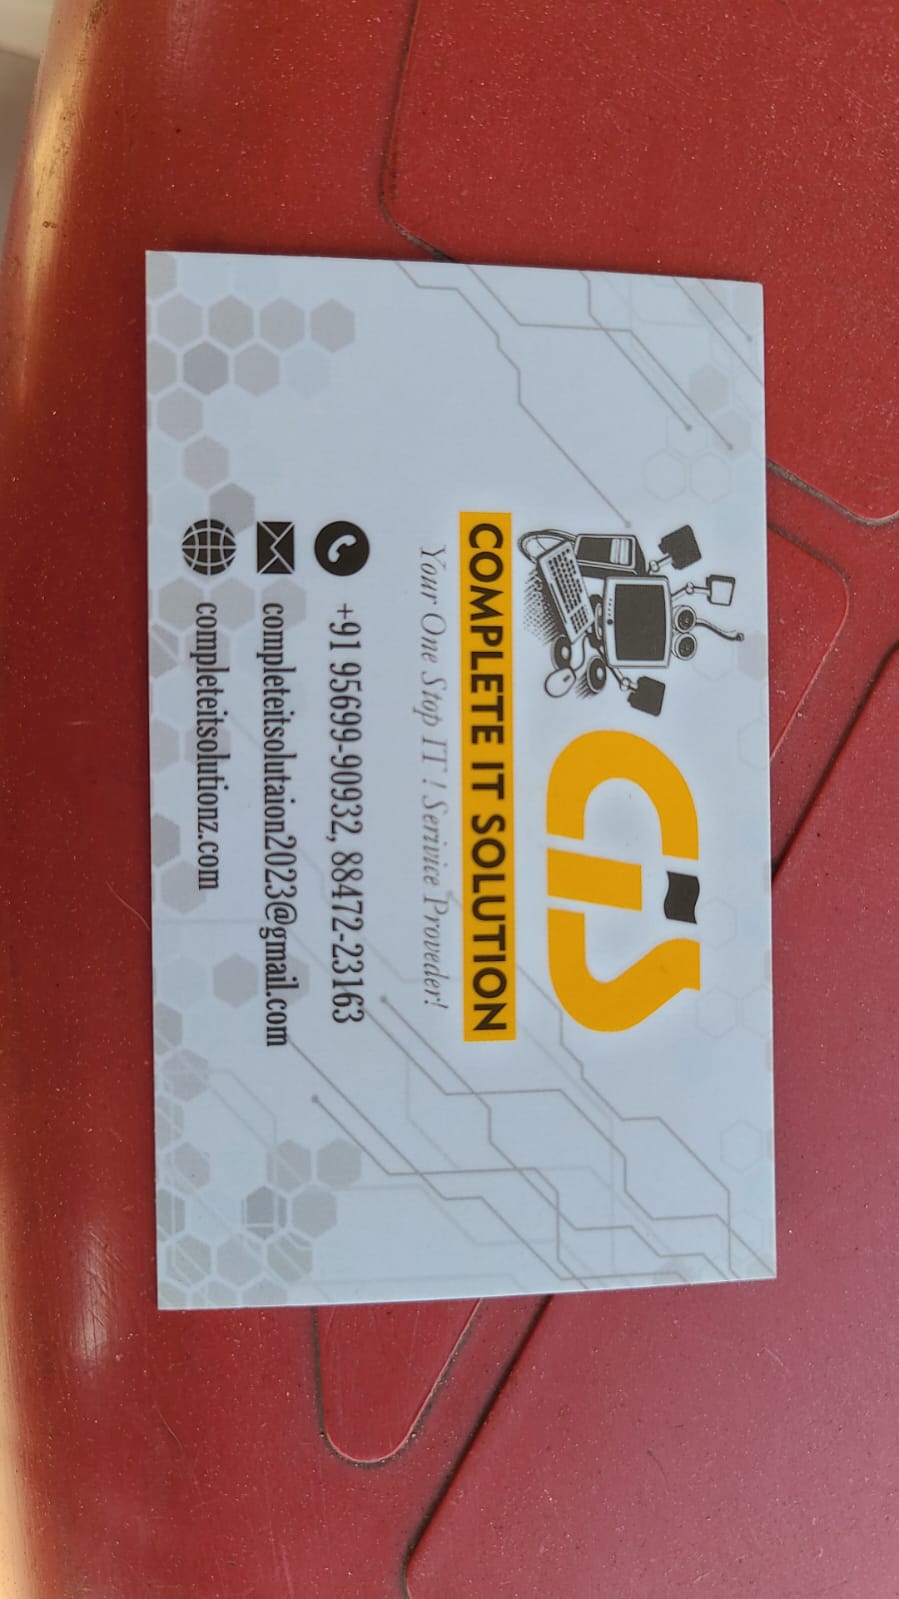 CiS
COMPLETE IT SOLUTION
Your One Stop IT ! Serivice Proveder!
+91 95699-90932, 88472-23163
completeitsolutaion2023@gmail.com
completeitsolutionz.com